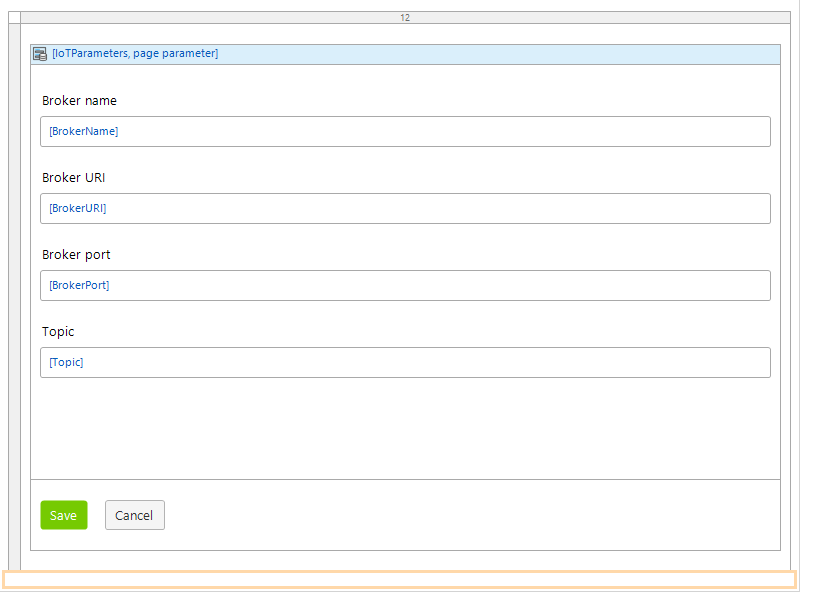 12
[IoTParameters, page parameter]
Broker name
[BrokerName]
Broker URI
[BrokerURI]
Broker port
[BrokerPort]
Topic
[Topic]
Save Cancel